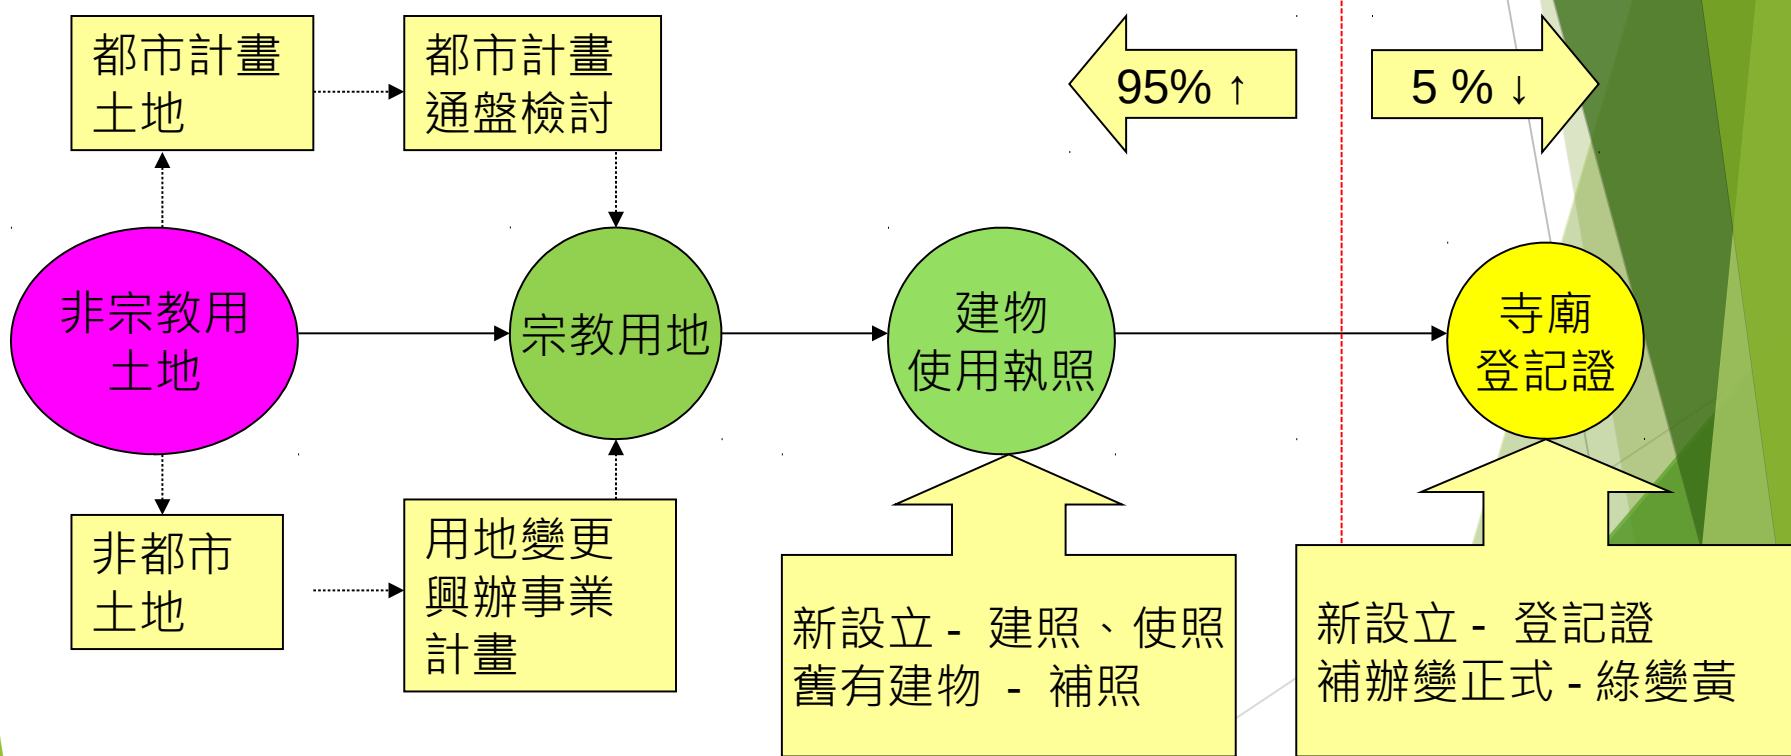 都市計畫
土地
都市計畫
通盤檢討
95% ↑
5 % ↓
非宗教用
土地
宗教用地
建物
使用執照
寺廟
登記證
非都市
土地
用地變更
興辦事業
計畫
新設立 - 建照、使照
舊有建物 - 補照
新設立 - 登記證
補辦變正式 - 綠變黃